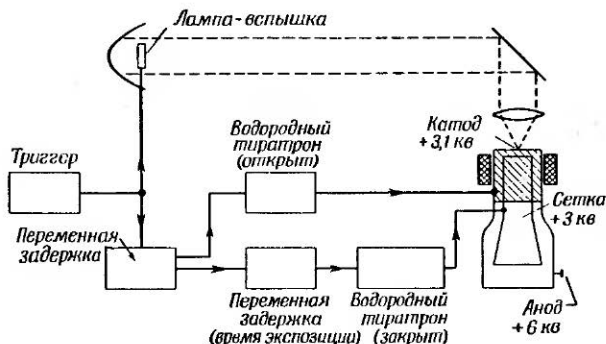 Лампа-вспышка
Водородный
тиратрон
(открыт)
Катод
+3,1 кв
Триггер
Сетка
+3 кв
Переменная
задержка
Переменная
задержка
(время экспозиции)
Водородный
тиратрон
(закрыт)
Анод
+6 кв